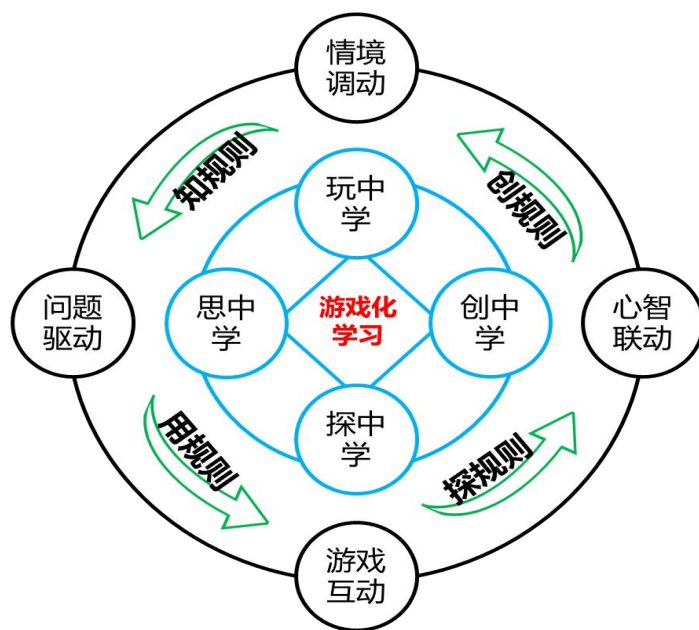 情境
调动
知规则
创规则
玩中
学
问题
驱动
思中
学
游戏化
学习
创中
学
心智
联动
探中
学
用规则
探规则
游戏
互动